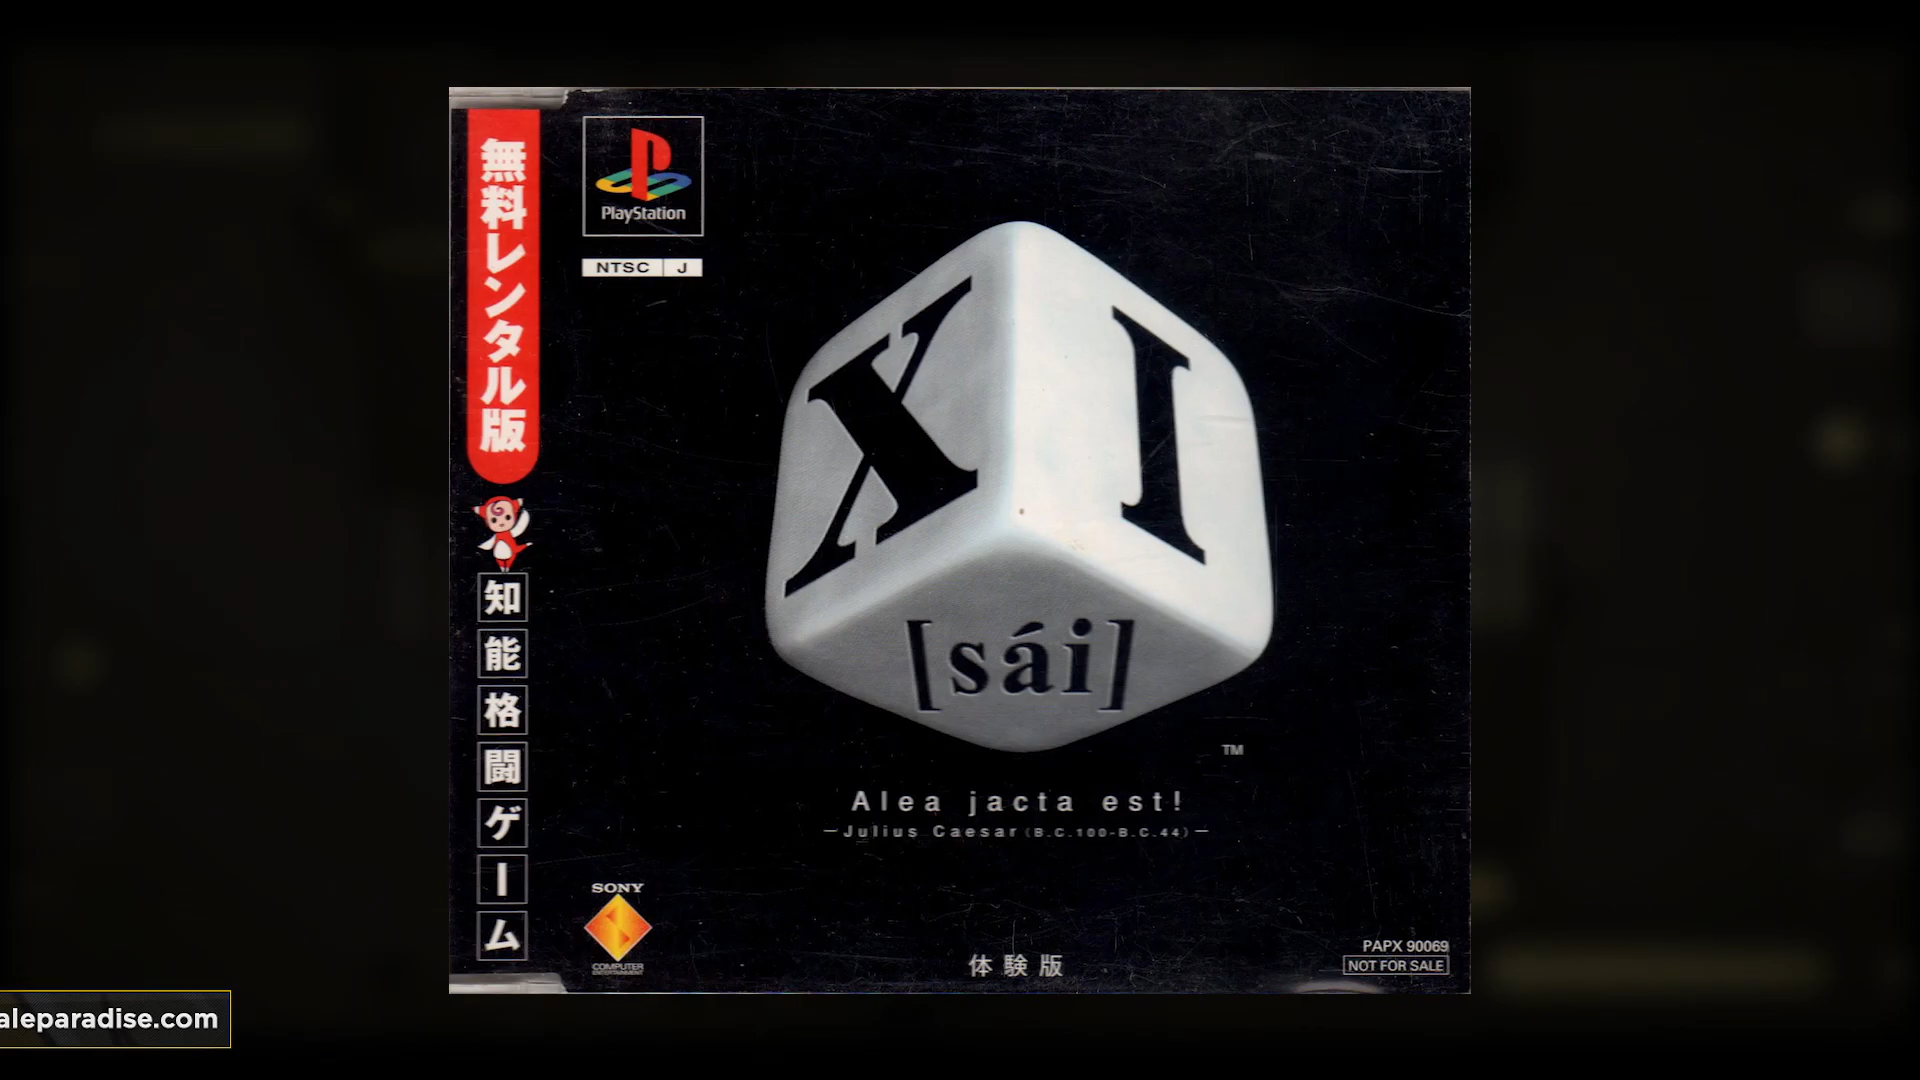 無料レンタル版
知能格闘ゲーム
PlayStation
NTSC J
X I
[sái]
TM
Alea jacta est!
—Julius Caesar (B.C.100-B.C.44)—
SONY
COMPUTER
ENTERTAINMENT
体験版
PAPX 90069
NOT FOR SALE
aleparadise.com